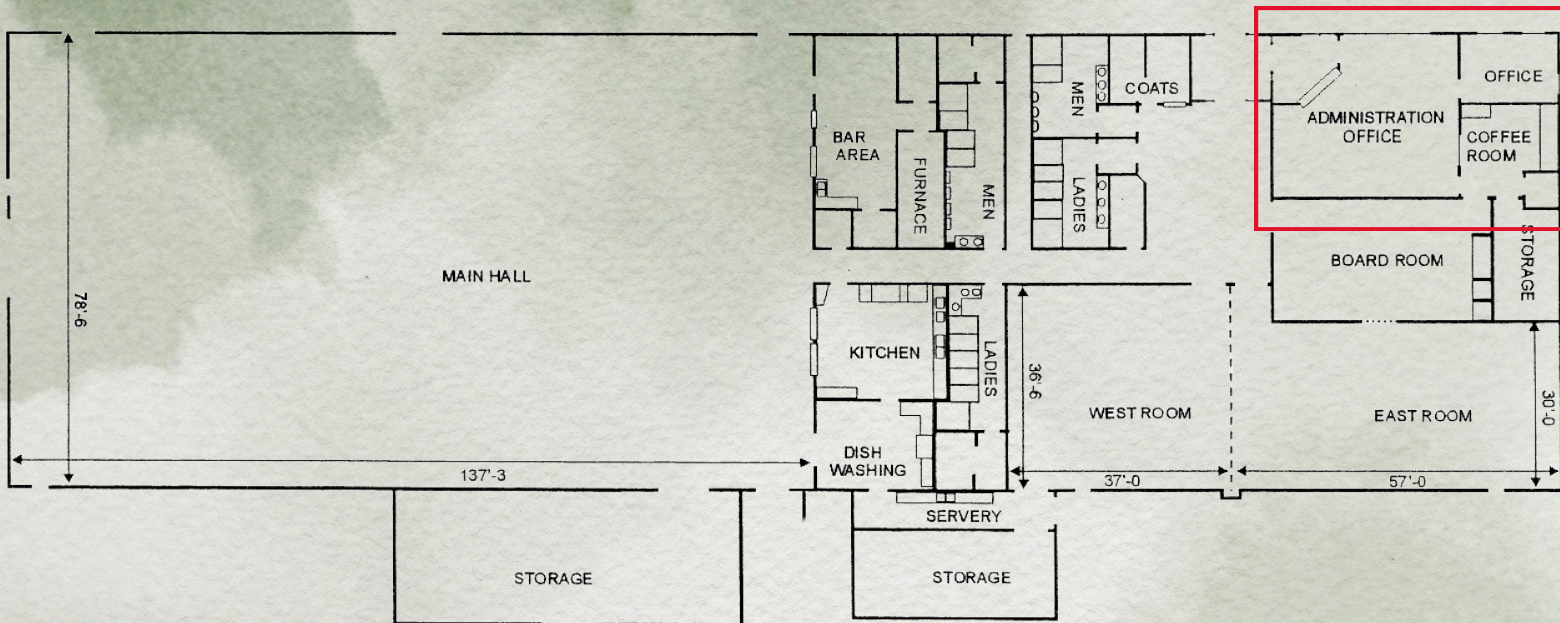 OFFICE
COATS
MEN
ADMINISTRATION
OFFICE
BAR
AREA
COFFEE
ROOM
FURNACE
MEN
LADIES
STORAGE
BOARD ROOM
MAIN HALL
78'-6
KITCHEN
LADIES
36'-6
WEST ROOM
EAST ROOM
30'-0
DISH
WASHING
137'-3
37'-0
57'-0
SERVERY
STORAGE
STORAGE